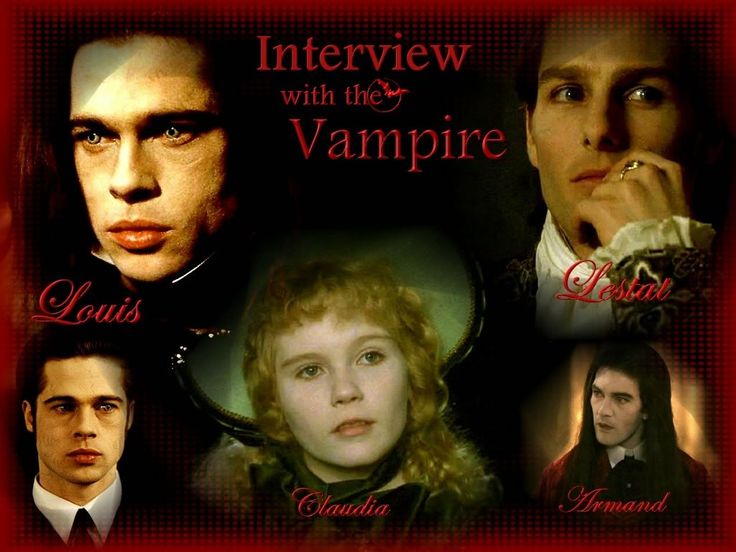 Interview
with the
Vampire
Louis
Lestat
Claudia
Armand